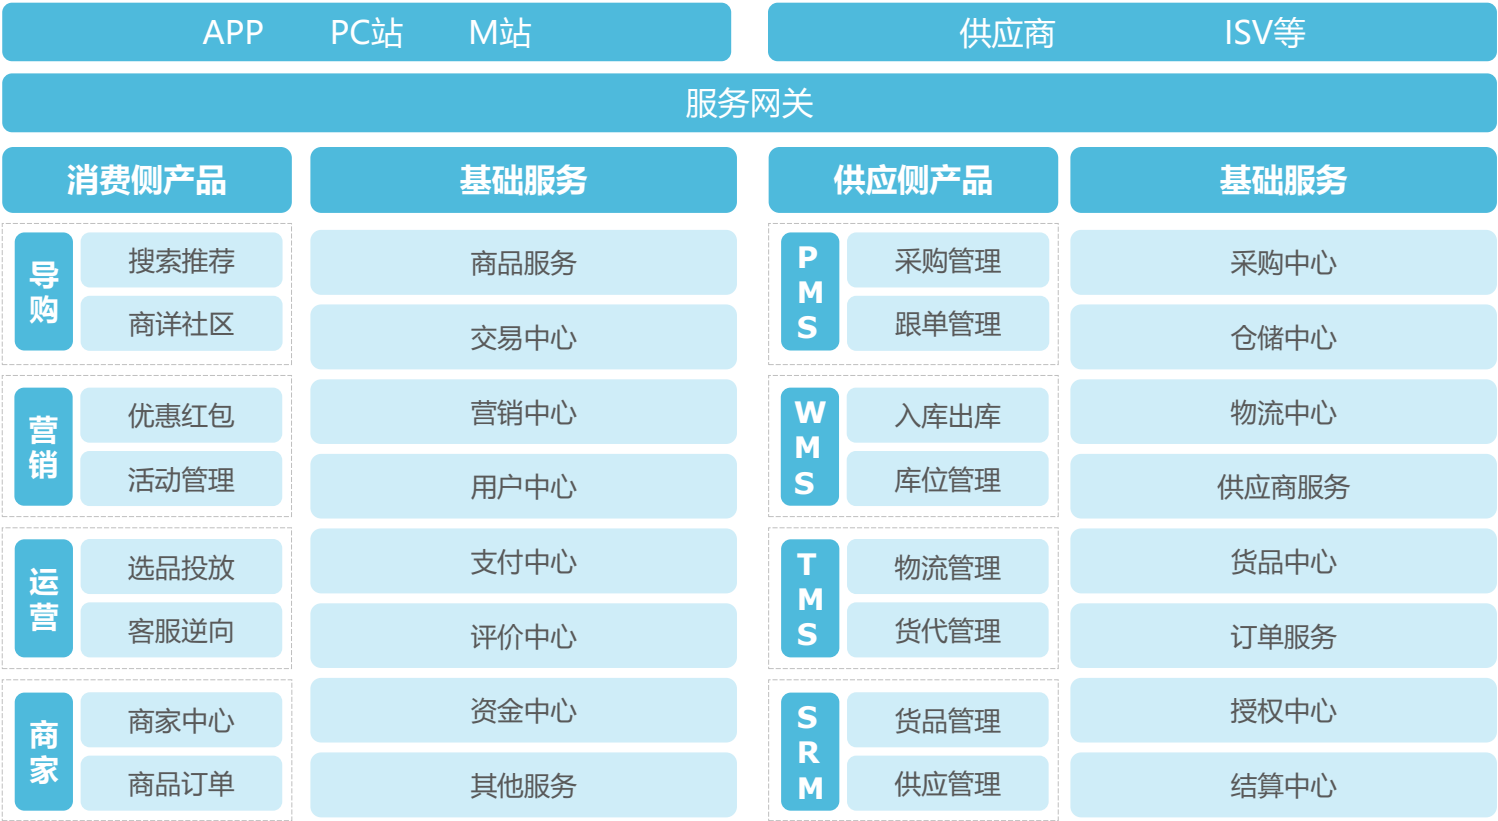 APP PC站 M站
供应商 ISV等
服务网关
消费侧产品
基础服务
供应侧产品
基础服务
导购
搜索推荐
商详社区
营销
优惠红包
活动管理
运营
选品投放
客服逆向
商家
商家中心
商品订单
商品服务
交易中心
营销中心
用户中心
支付中心
评价中心
资金中心
其他服务
PMS
采购管理
跟单管理
WMS
入库出库
库位管理
TMS
物流管理
货代管理
SRM
货品管理
供应管理
采购中心
仓储中心
物流中心
供应商服务
货品中心
订单服务
授权中心
结算中心